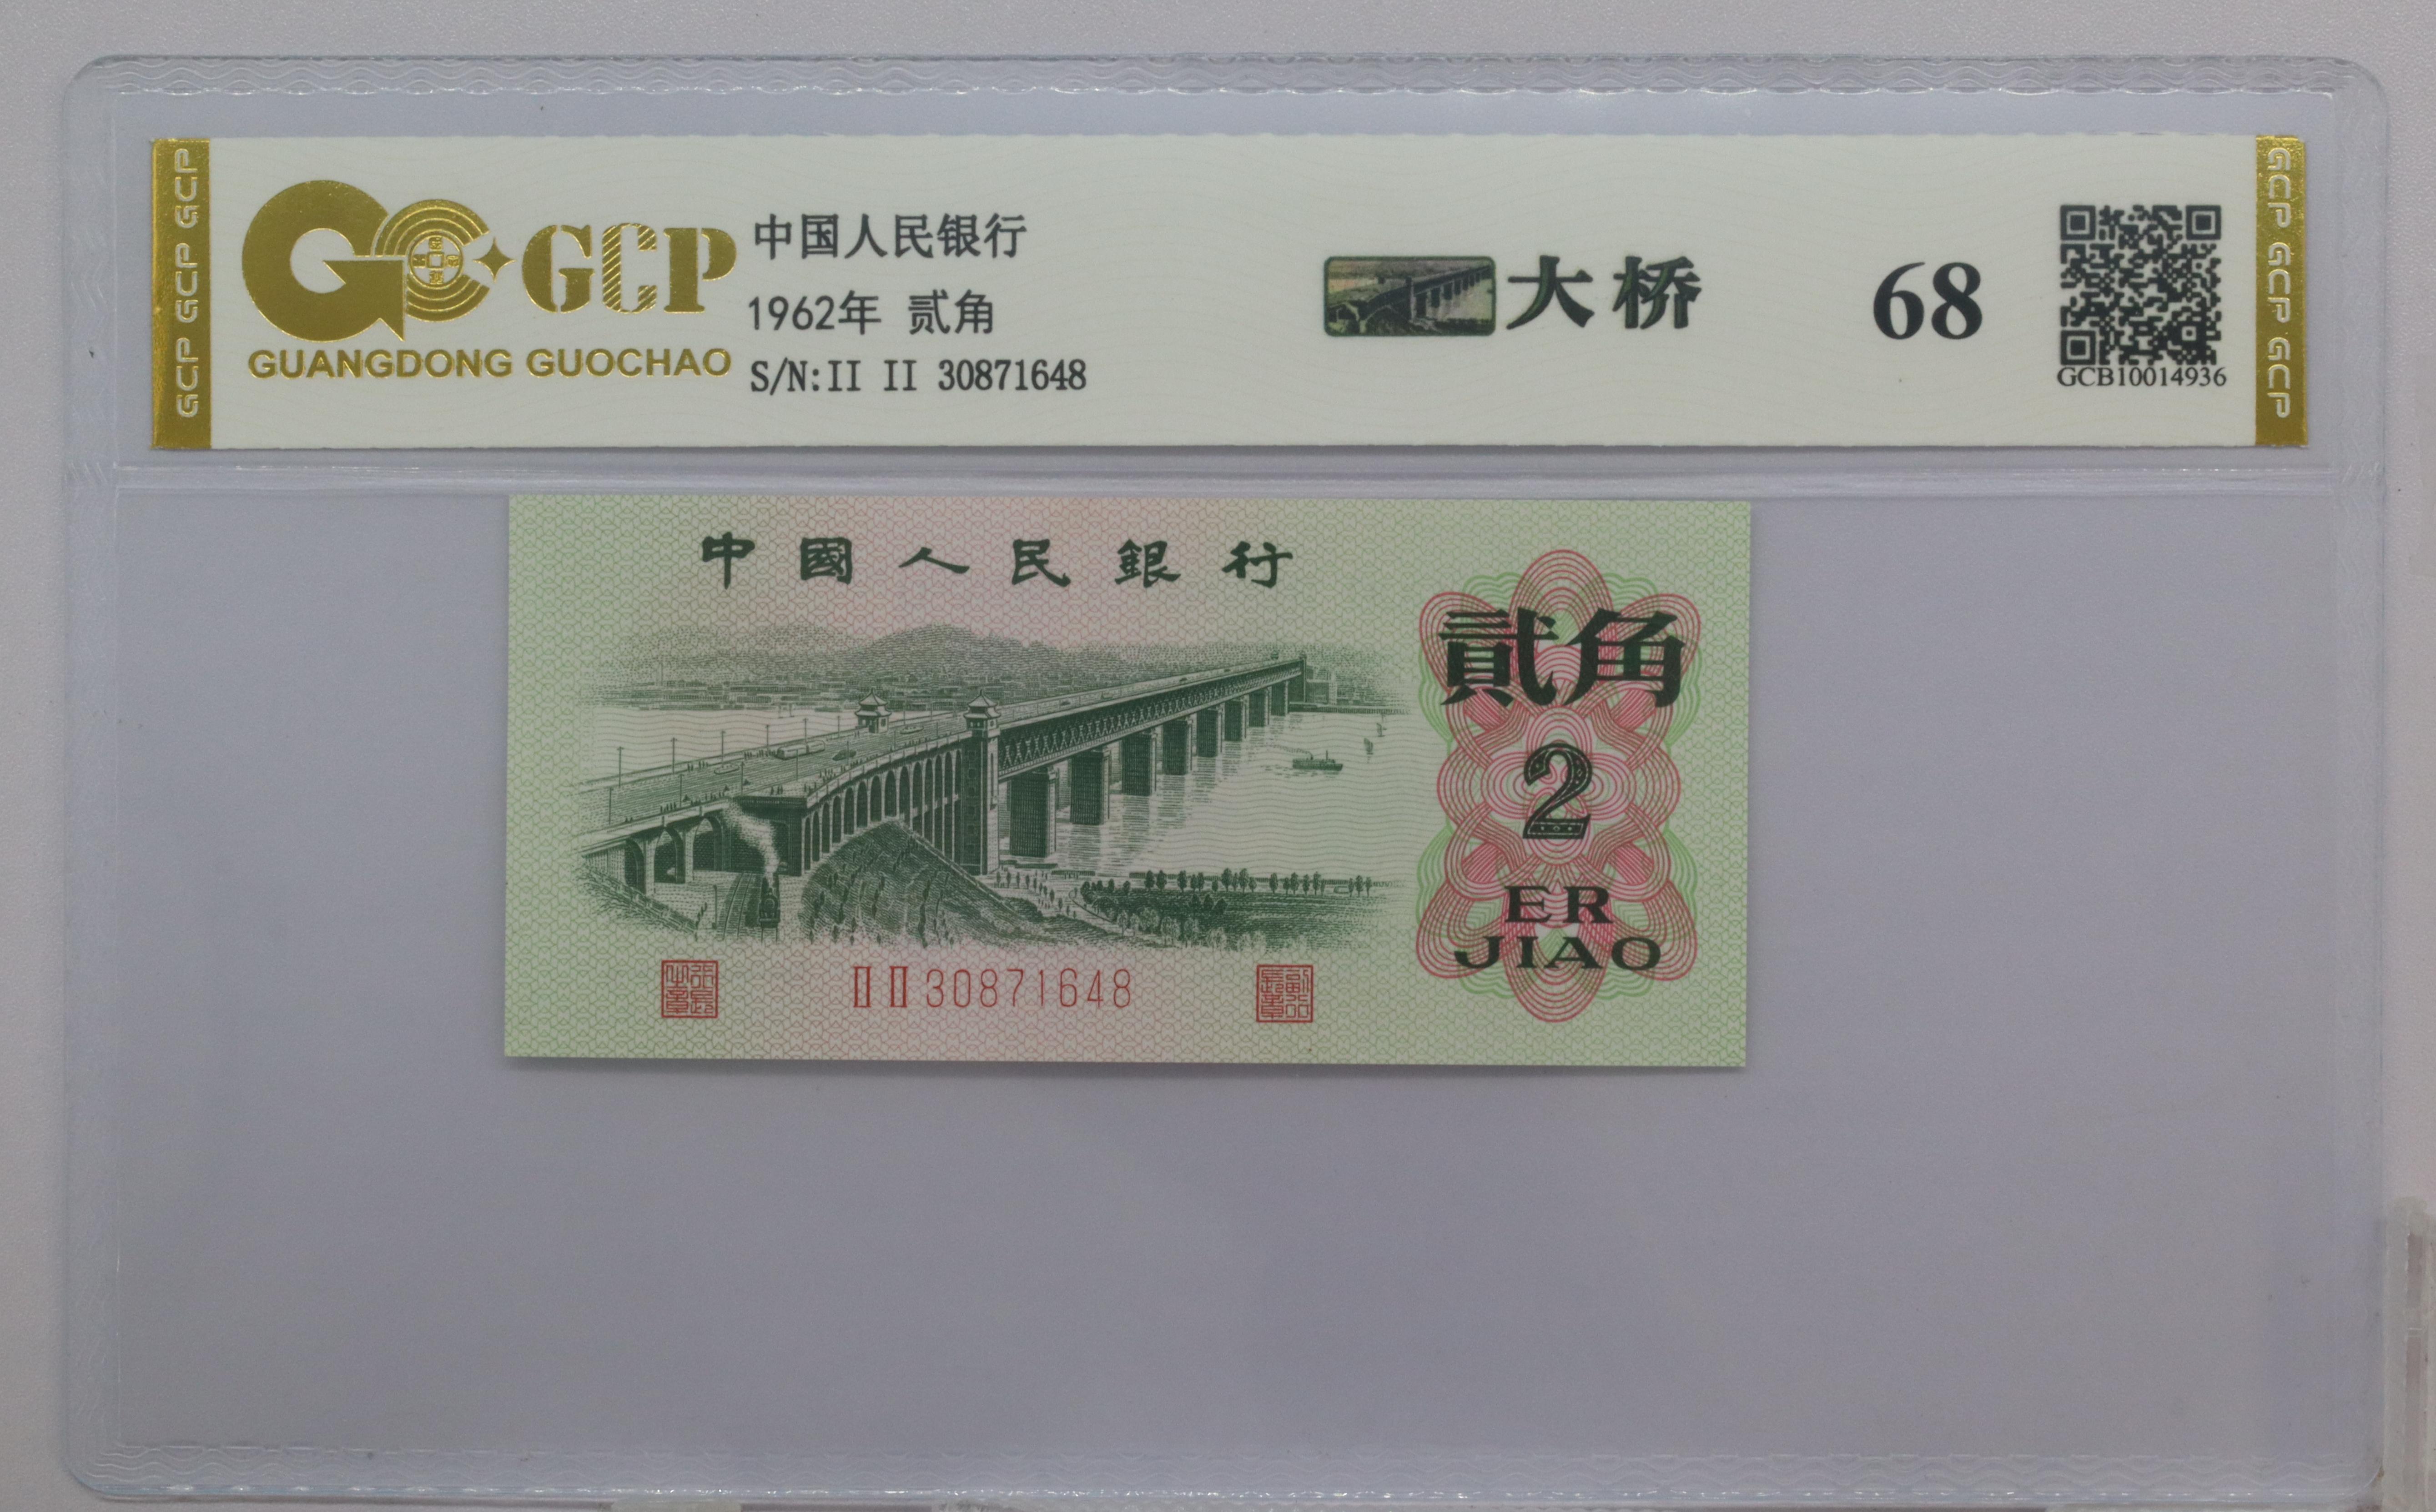 GCP GCP GCP
GCP
GUANGDONG GUOCHAO
中国人民银行
1962年 贰角
S/N:II II 30871648
大桥
68
GCB10014936
GCP GCP GCP
中國人民銀行
貳角
2
ER
JIAO
II II 30871648